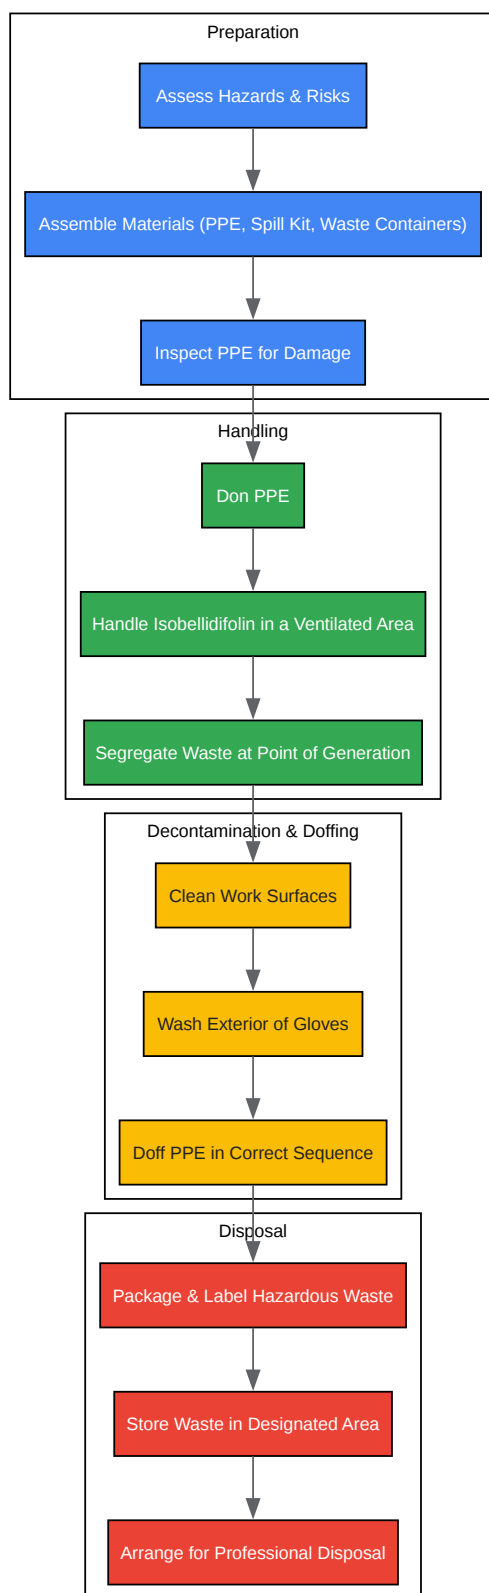 Preparation
Assess Hazards & Risks
Assemble Materials (PPE, Spill Kit, Waste Containers)
Inspect PPE for Damage
Handling
Don PPE
Handle Isobellidifolin in a Ventilated Area
Segregate Waste at Point of Generation
Decontamination & Doffing
Clean Work Surfaces
Wash Exterior of Gloves
Doff PPE in Correct Sequence
Disposal
Package & Label Hazardous Waste
Store Waste in Designated Area
Arrange for Professional Disposal